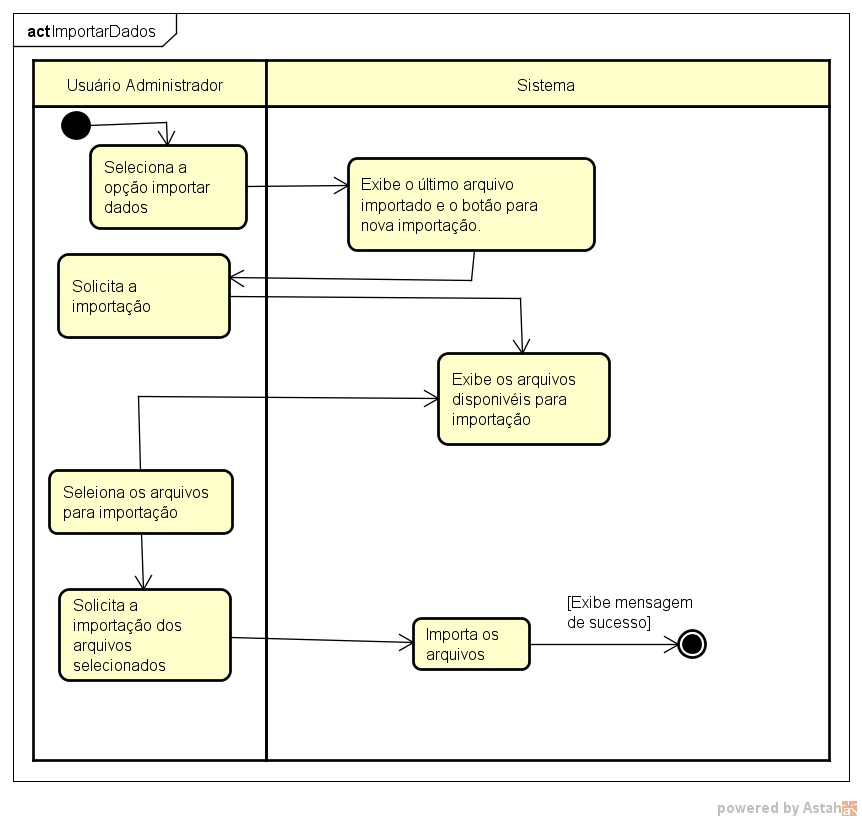 act ImportarDados
Usuário Administrador
Sistema
Seleciona a
opção importar
dados
Exibe o último arquivo
importado e o botão para
nova importação.
Solicita a
importação
Exibe os arquivos
disponivéis para
importação
Seleiona os arquivos
para importação
Solicita a
importação dos
arquivos
selecionados
Importa os
arquivos
[Exibe mensagem
de sucesso]
powered by Astah